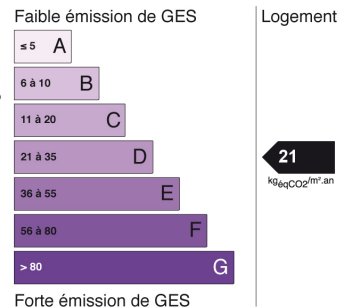 Faible émission de GES
Logement
≤ 5 A
6 à 10 B
11 à 20 C
21 à 35 D
21
kgéqCO2/m².an
36 à 55 E
56 à 80 F
> 80 G
Forte émission de GES